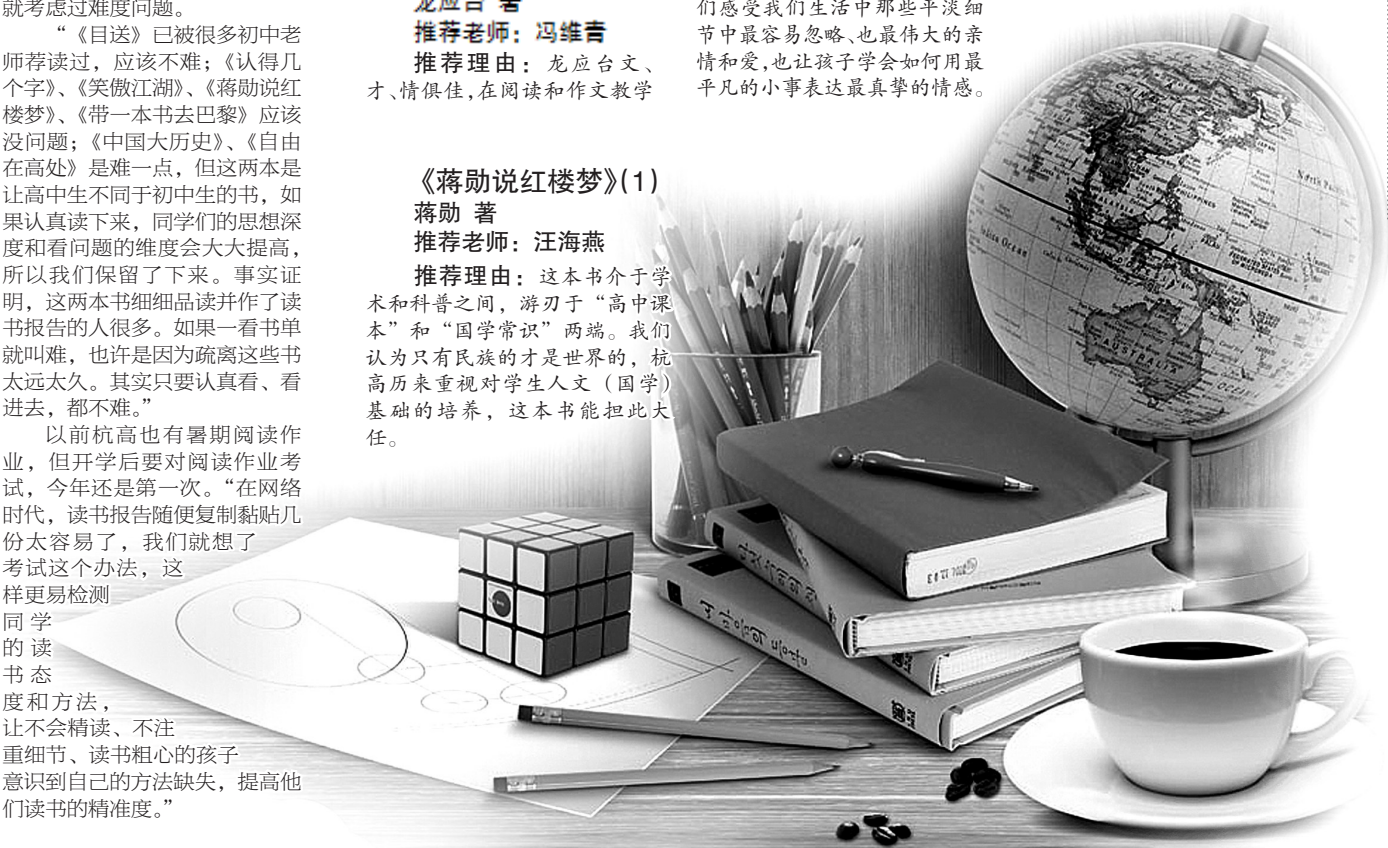 就考虑过难度问题。
“《目送》已被很多初中老
师荐读过，应该不难；《认得几
个字》、《笑傲江湖》、《蒋勋说红
楼梦》、《带一本书去巴黎》应该
没问题；《中国大历史》、《自由
在高处》是难一点，但这两本是
让高中生不同于初中生的书，如
果认真读下来，同学们的思想深
度和看问题的维度会大大提高，
所以我们保留了下来。事实证
明，这两本书细细品读并作了读
书报告的人很多。如果一看书单
就叫难，也许是因为疏离这些书
太远太久。其实只要认真看、看
进去，都不难。”
以前杭高也有暑期阅读作
业，但开学后要对阅读作业考
试，今年还是第一次。“在网络
时代，读书报告随便复制黏贴几
份太容易了，我们就想了
考试这个办法，这
样更易检测
同学
的读
书态
度和方法，
让不会精读、不注
重细节、读书粗心的孩子
意识到自己的方法缺失，提高他
们读书的精准度。”
龙应台 著
推荐老师：冯维青
推荐理由：龙应台文、
才、情俱佳，在阅读和作文教学
们感受我们生活中那些平淡细
节中最容易忽略、也最伟大的亲
情和爱，也让孩子学会如何用最
平凡的小事表达最真挚的情感。
《蒋勋说红楼梦》(1)
蒋勋 著
推荐老师：汪海燕
推荐理由：这本书介于学
术和科普之间，游刃于“高中课
本”和“国学常识”两端。我们
认为只有民族的才是世界的，杭
高历来重视对学生人文（国学）
基础的培养，这本书能担此大
任。
JAPAN
PHILIPPINES
North Pacific
Indian Ocean
AUSTRALIA